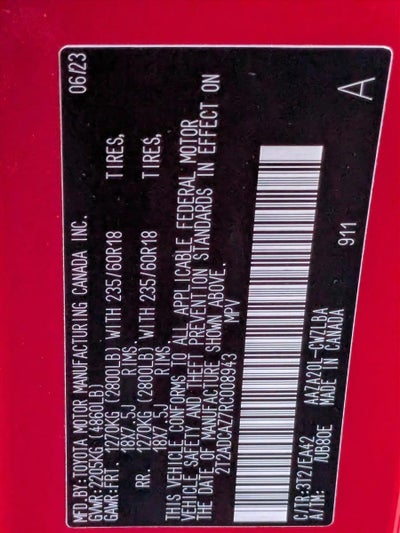 MFD.BY:TOYOTA MOTOR MANUFACTURING CANADA INC. 06/23
GVWR:2205KG (4860LB)
GAWR:FRT. 1270KG (2800LB) WITH 235/60R18 TIRES,
18X7.5J RIMS,
RR. 1270KG (2800LB) WITH 235/60R18 TIRES,
18X7.5J RIMS
THIS VEHICLE CONFORMS TO ALL APPLICABLE FEDERAL MOTOR
VEHICLE SAFETY AND THEFT PREVENTION STANDARDS IN EFFECT ON
THE DATE OF MANUFACTURE SHOWN ABOVE.
2T2ADCAZ7RC008943 MPV
C/TR:3T2/EA42 AAZA20L-CWZLBA
A/TM: /UB80E MADE IN CANADA
911
A